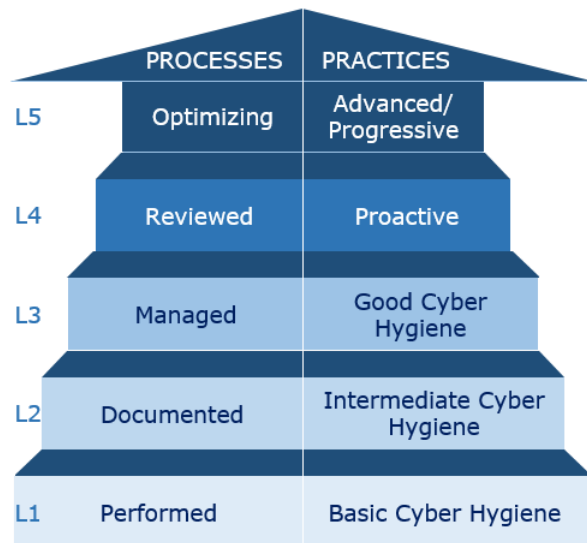 PROCESSES PRACTICES
L5 Optimizing Advanced/
Progressive
L4 Reviewed Proactive
L3 Managed Good Cyber
Hygiene
L2 Documented Intermediate Cyber
Hygiene
L1 Performed Basic Cyber Hygiene